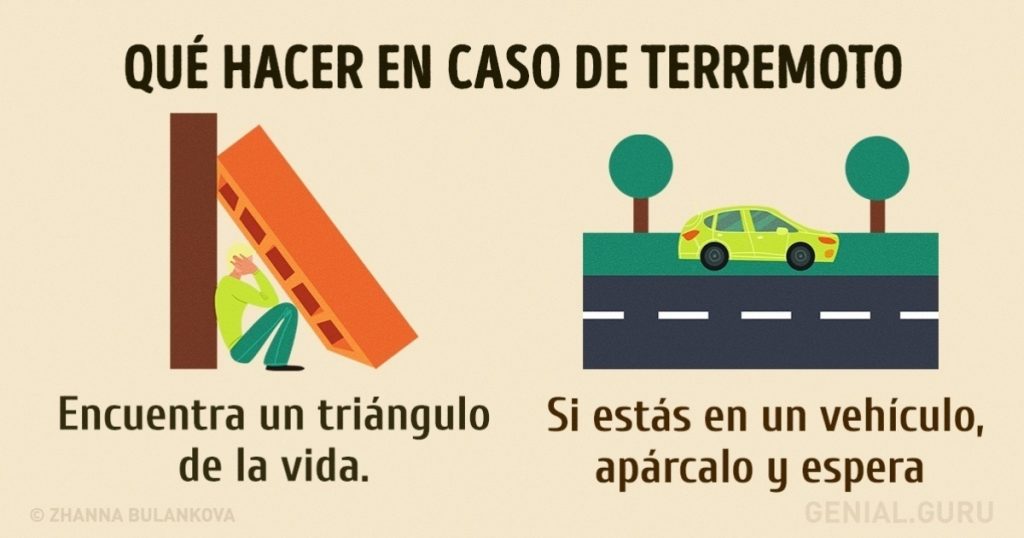 QUÉ HACER EN CASO DE TERREMOTO
Encuentra un triángulo
de la vida.
Si estás en un vehículo,
apárcalo y espera
© ZHANNA BULANKOVA
GENIAL.GURU